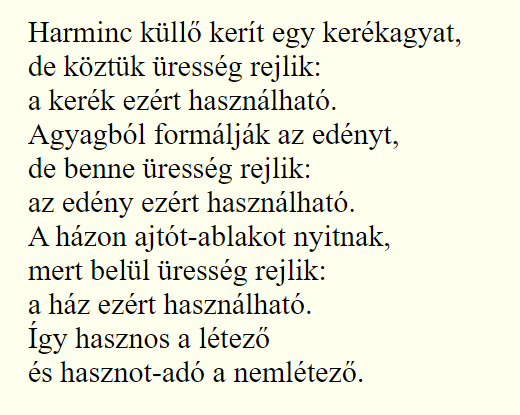 Harminc küllő kerít egy kerékagyat,
de köztük üresség rejlik:
a kerék ezért használható.
Agyagból formálják az edényt,
de benne üresség rejlik:
az edény ezért használható.
A házon ajtót-ablakot nyitnak,
mert belül üresség rejlik:
a ház ezért használható.
Így hasznos a létező
és hasznot-adó a nemlétező.